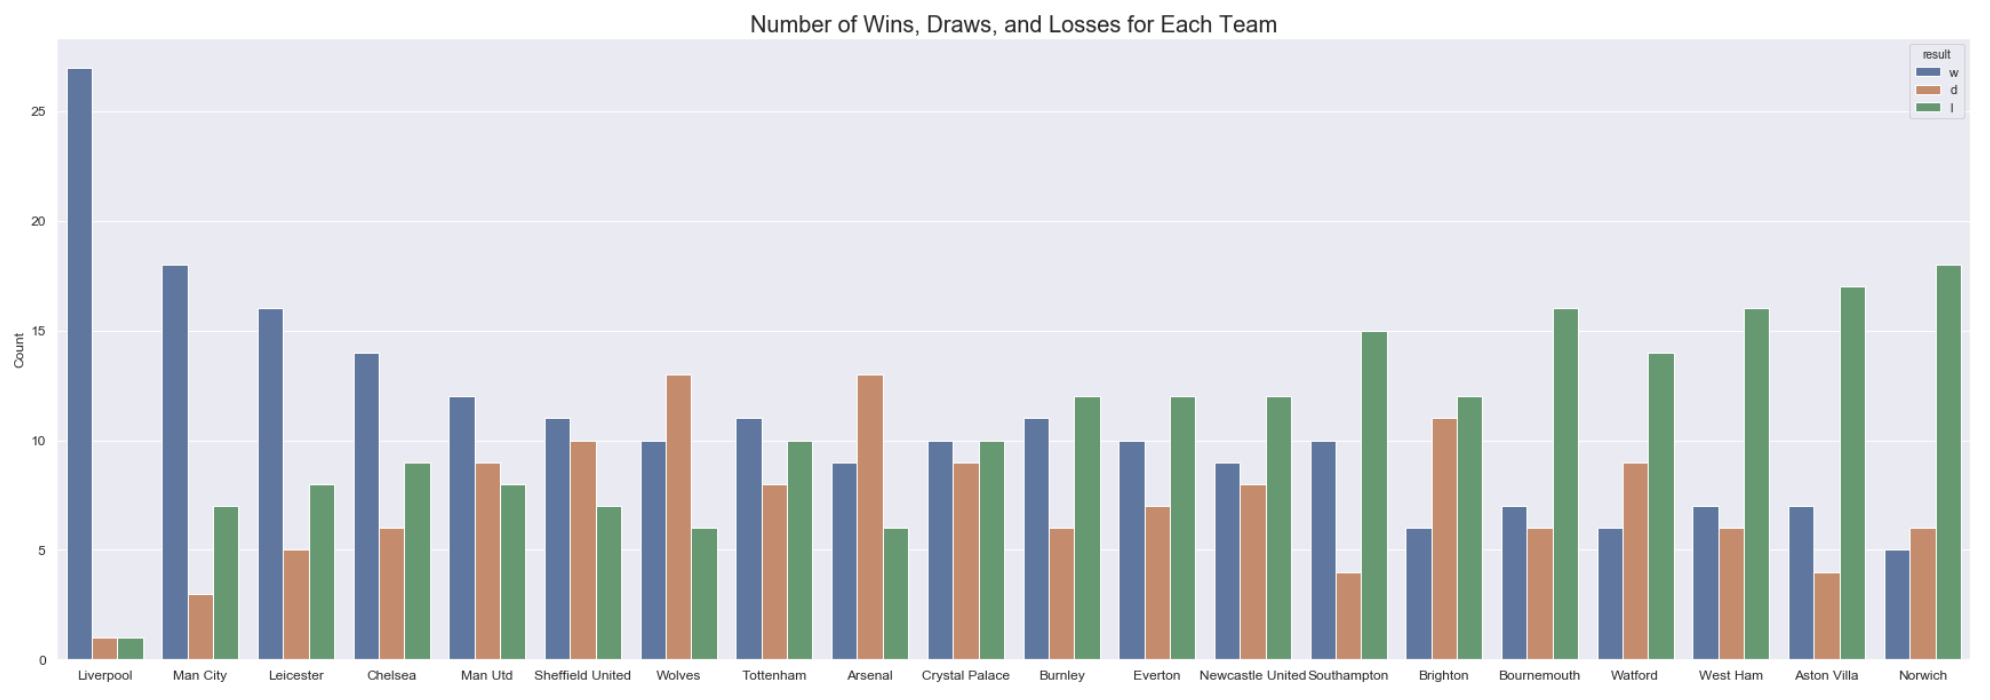 Number of Wins, Draws, and Losses for Each Team
result
w
d
l
25
20
15
10
5
0
Count
Liverpool Man City Leicester Chelsea Man Utd Sheffield United Wolves Tottenham Arsenal Crystal Palace Burnley Everton Newcastle United Southampton Brighton Bournemouth Watford West Ham Aston Villa Norwich